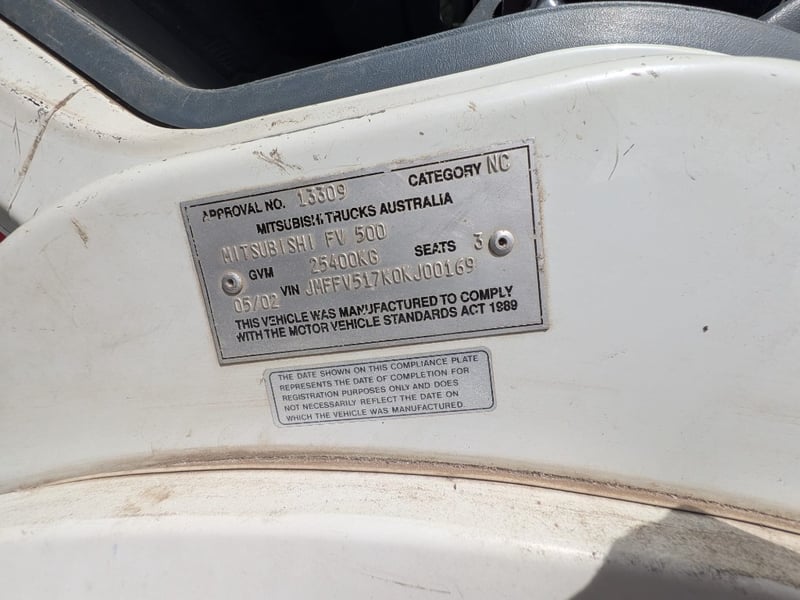 APPROVAL NO. 13309 CATEGORY NC
MITSUBISHI TRUCKS AUSTRALIA
MITSUBISHI FV 500
GVM 25400KG SEATS 3
05/02 VIN JMFFV517K0KJ00169
THIS VEHICLE WAS MANUFACTURED TO COMPLY
WITH THE MOTOR VEHICLE STANDARDS ACT 1989
THE DATE SHOWN ON THIS COMPLIANCE PLATE
REPRESENTS THE DATE OF COMPLETION FOR
REGISTRATION PURPOSES ONLY AND DOES
NOT NECESSARILY REFLECT THE DATE ON
WHICH THE VEHICLE WAS MANUFACTURED.